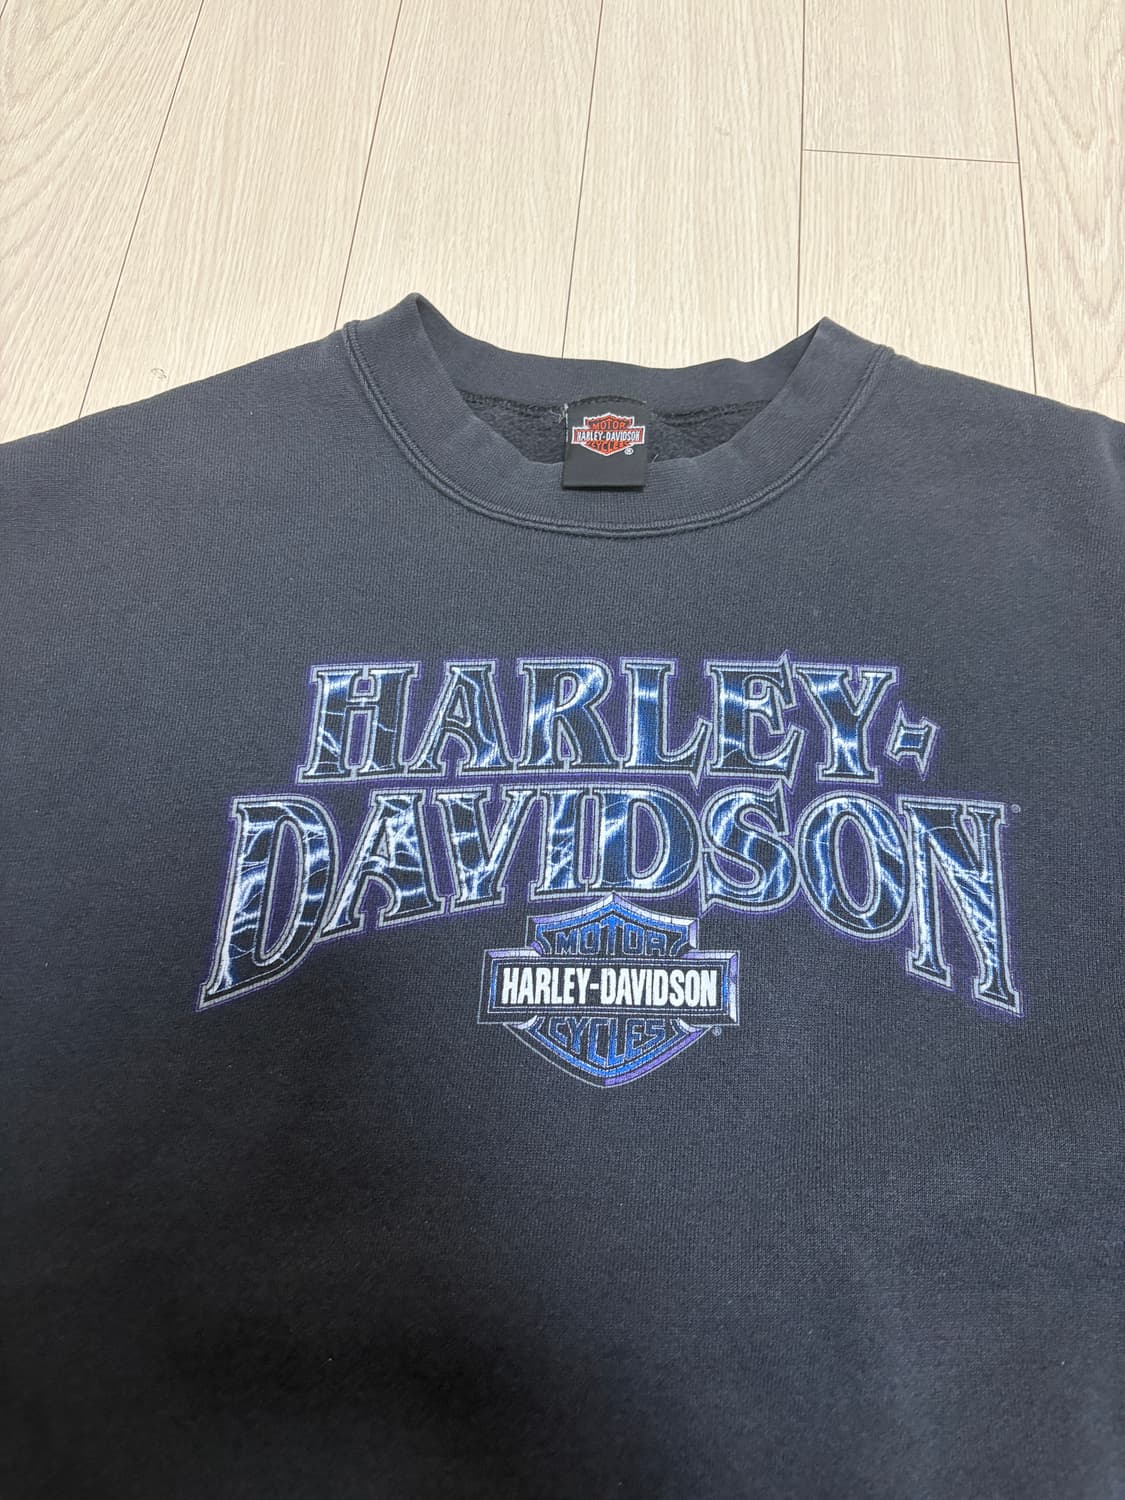 MOTOR
HARLEY-DAVIDSON
CYCLES
®
HARLEY-
DAVIDSON®
MOTOR
HARLEY-DAVIDSON
CYCLES
®